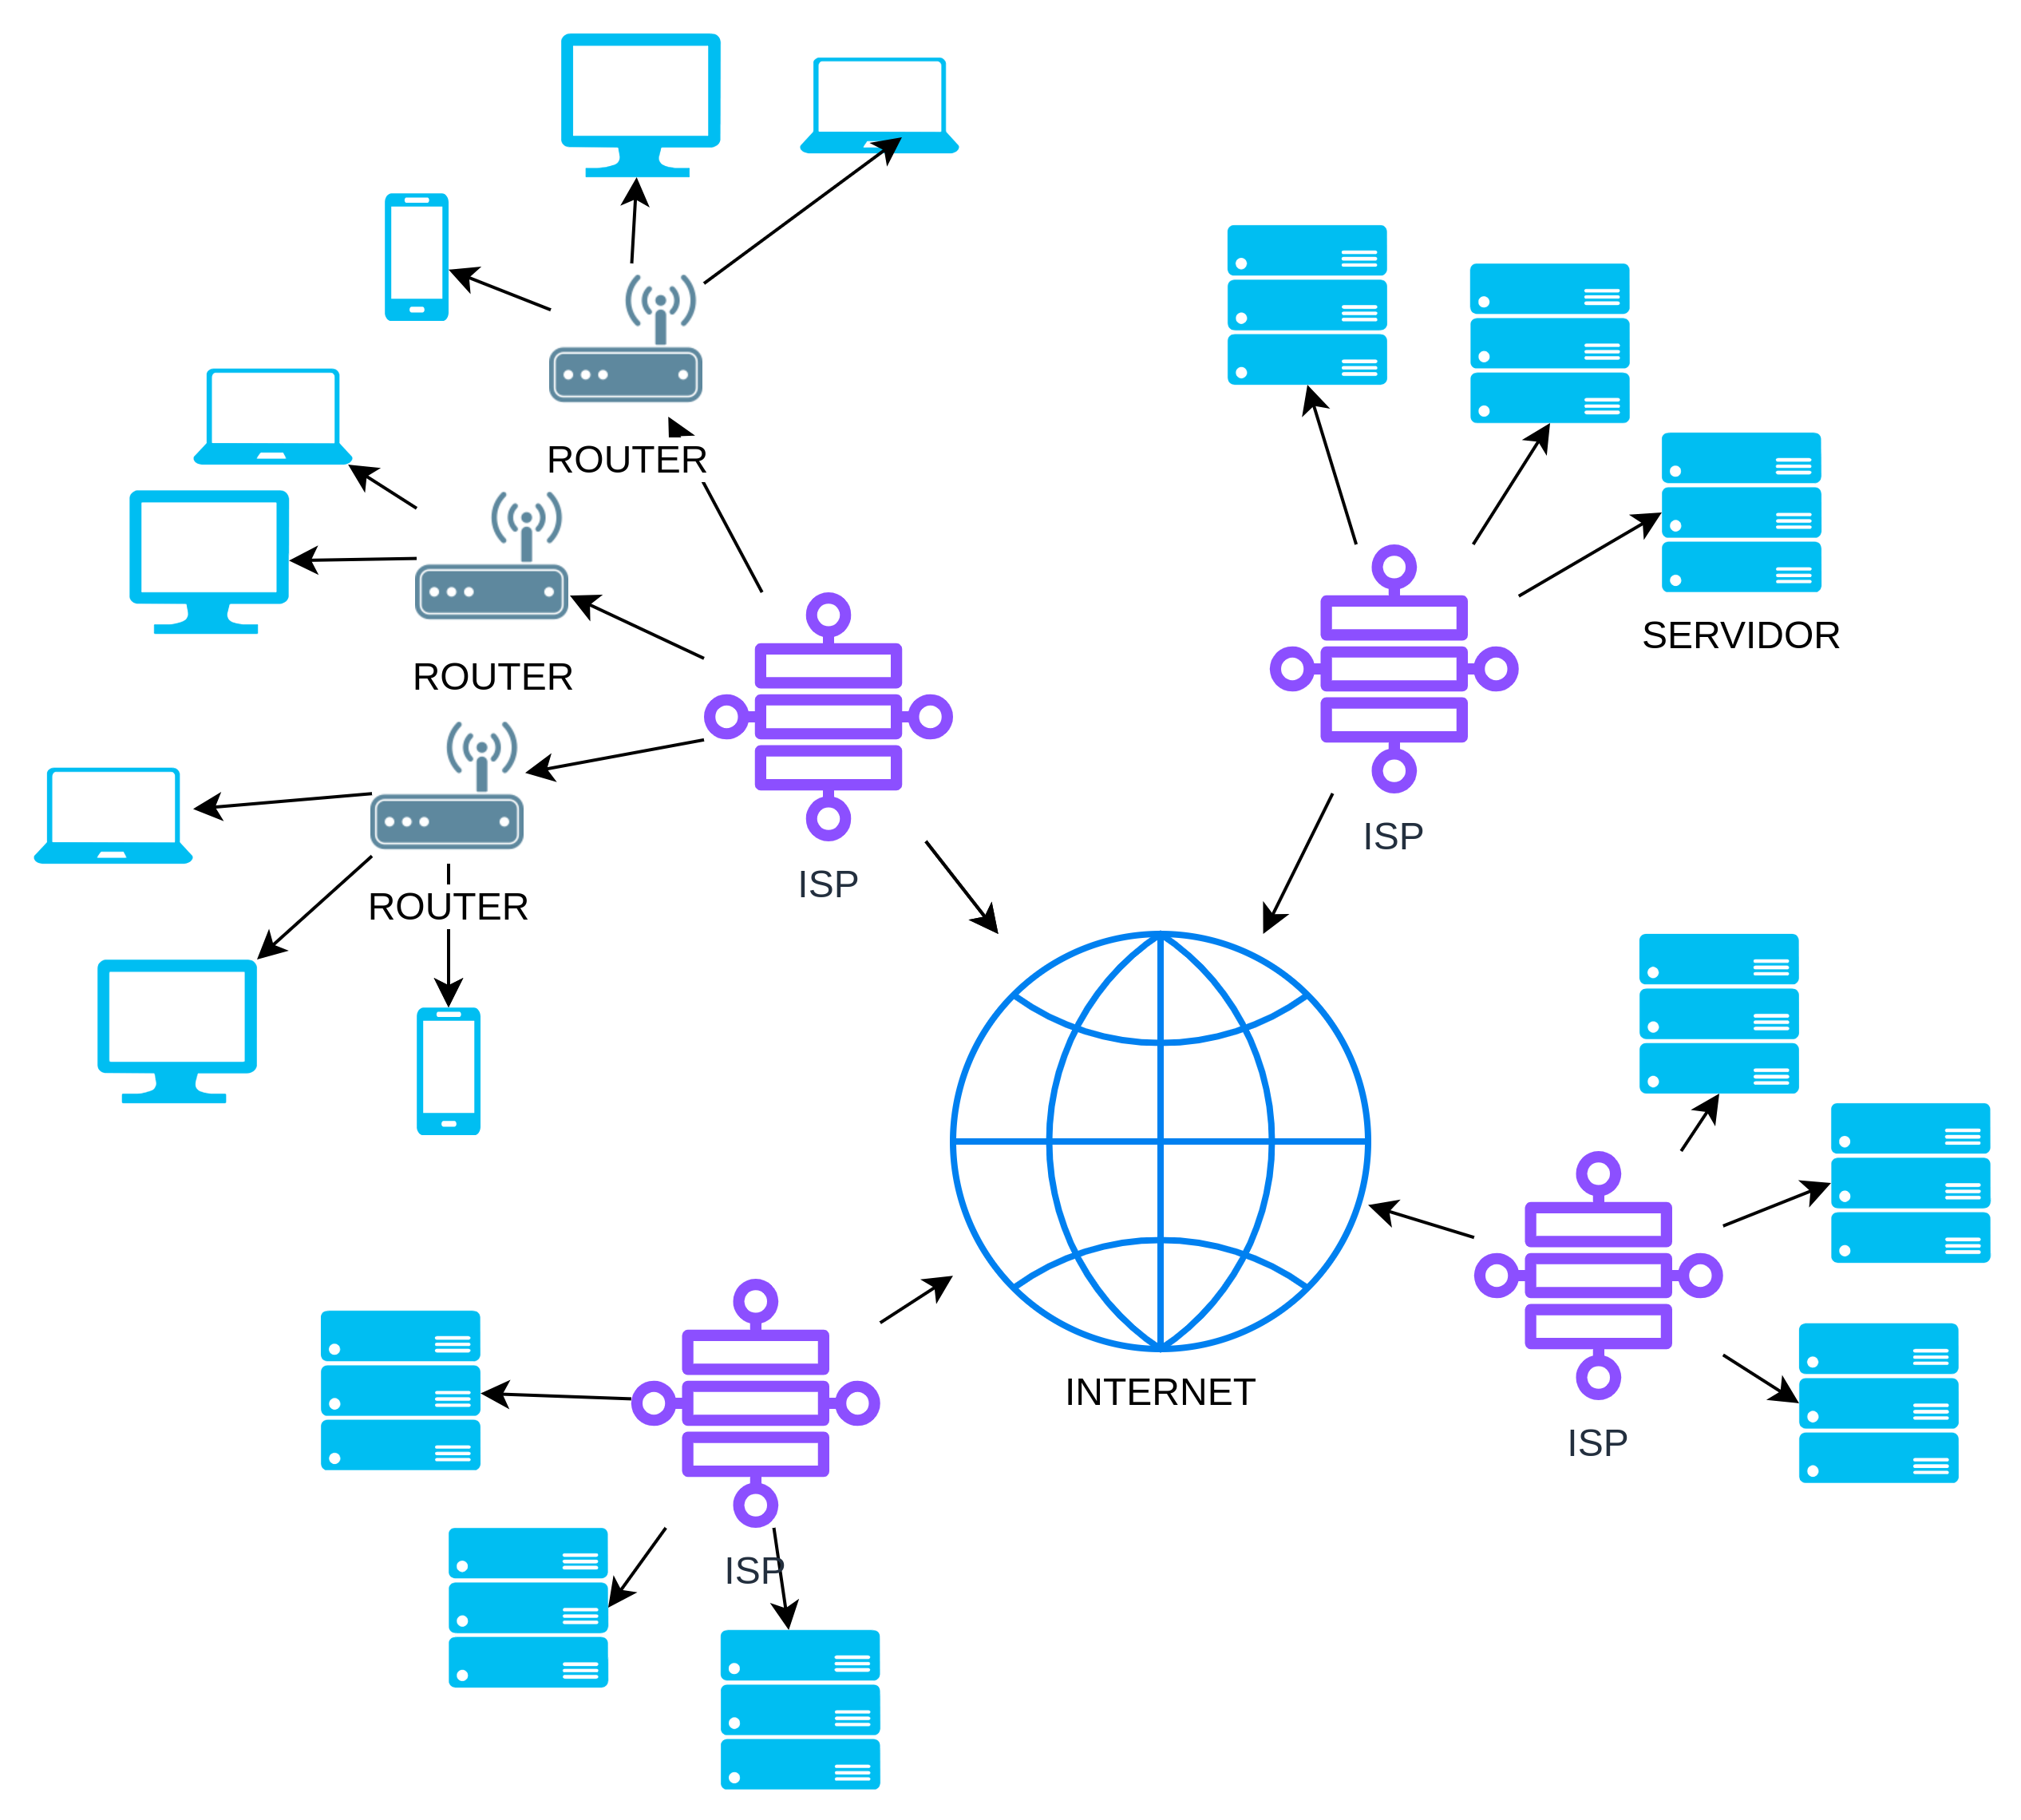 ROUTER
SERVIDOR
ROUTER
ISP
ISP
ROUTER
INTERNET
ISP
ISP